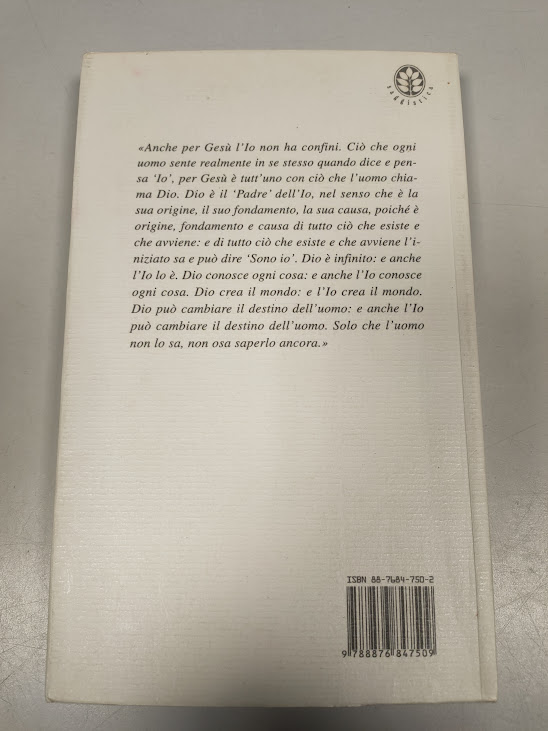 saggistica
«Anche per Gesù l'Io non ha confini. Ciò che ogni
uomo sente realmente in se stesso quando dice e pen-
sa 'Io', per Gesù è tutt'uno con ciò che l'uomo chia-
ma Dio. Dio è il 'Padre' dell'Io, nel senso che è la
sua origine, il suo fondamento, la sua causa, poiché è
origine, fondamento e causa di tutto ciò che esiste e
che avviene: e di tutto ciò che esiste e che avviene l'i-
niziato sa e può dire 'Sono io'. Dio è infinito: e anche
l'Io lo è. Dio conosce ogni cosa: e anche l'Io conosce
ogni cosa. Dio crea il mondo: e l'Io crea il mondo.
Dio può cambiare il destino dell'uomo: e anche l'Io
può cambiare il destino dell'uomo. Solo che l'uomo
non lo sa, non osa saperlo ancora.»
ISBN 88-7684-750-2
9 788876 847509